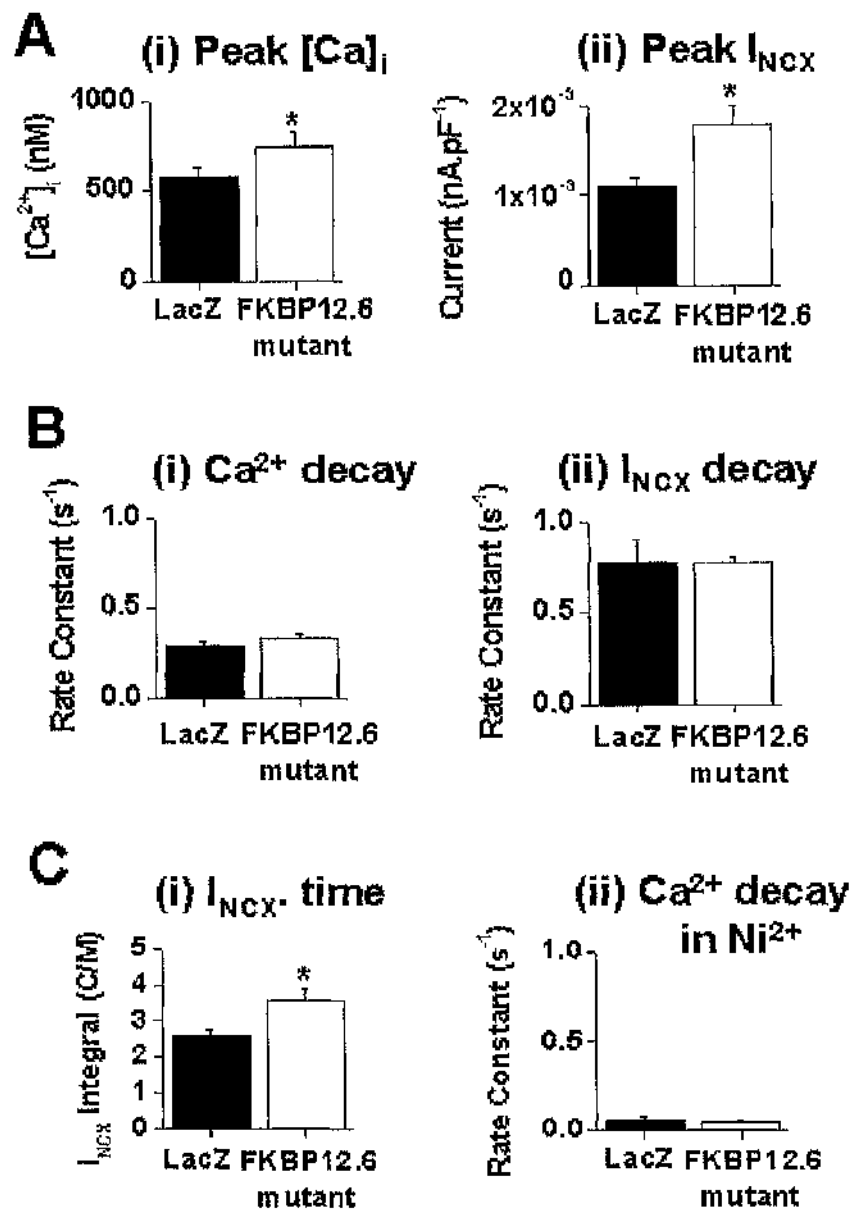 A
(i) Peak [Ca]i
[Ca2+]i (nM)
1000
500
0
*
LacZ FKBP12.6
mutant
(ii) Peak INCX
Current (nA.pF-1)
2x10-3
1x10-3
0
*
LacZ FKBP12.6
mutant
B
(i) Ca2+ decay
Rate Constant (s-1)
1.0
0.5
0.0
LacZ FKBP12.6
mutant
(ii) INCX decay
Rate Constant (s-1)
1.0
0.5
0.0
LacZ FKBP12.6
mutant
C
(i) INCX. time
INCX Integral (C/M)
5
4
3
2
1
0
*
LacZ FKBP12.6
mutant
(ii) Ca2+ decay
in Ni2+
Rate Constant (s-1)
1.0
0.5
0.0
LacZ FKBP12.6
mutant